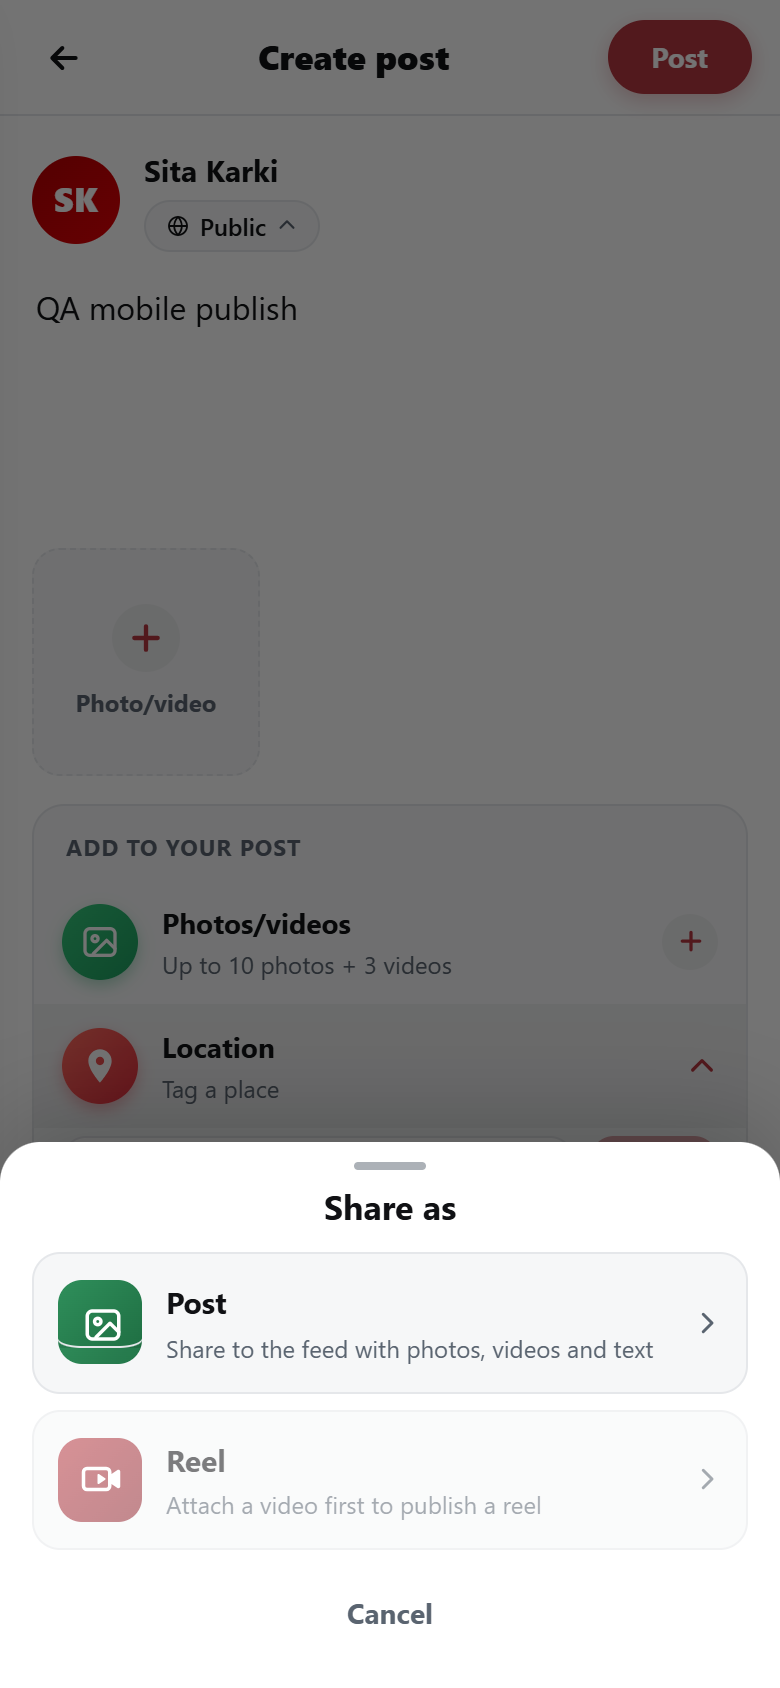 Create post
Post
SK
Sita Karki
Public
QA mobile publish
Photo/video
ADD TO YOUR POST
Photos/videos
Up to 10 photos + 3 videos
Location
Tag a place
Share as
Post
Share to the feed with photos, videos and text
Reel
Attach a video first to publish a reel
Cancel